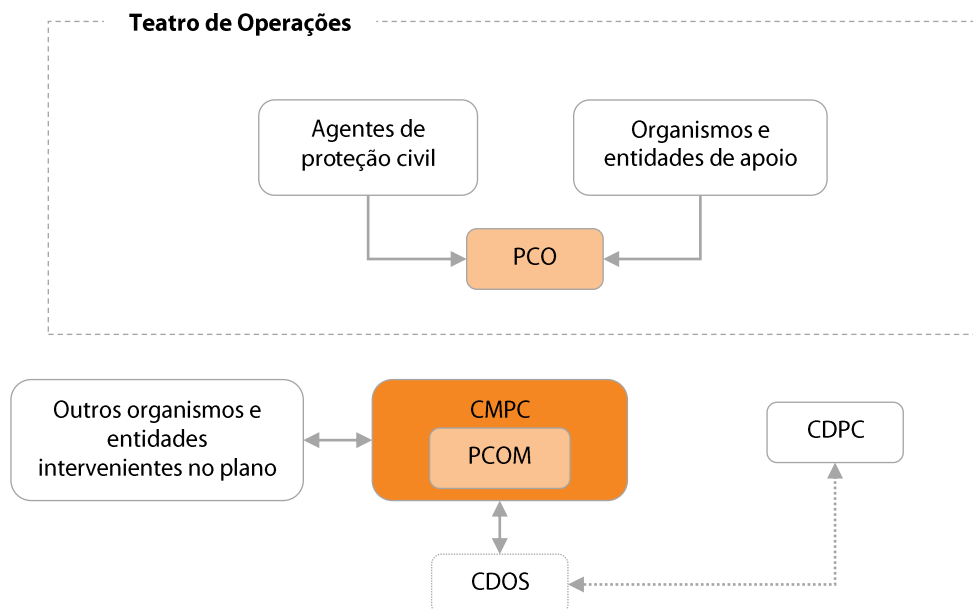 Teatro de Operações
Agentes de
proteção civil
Organismos e
entidades de apoio
PCO
Outros organismos e
entidades
intervenientes no plano
CMPC
PCOM
CDPC
CDOS